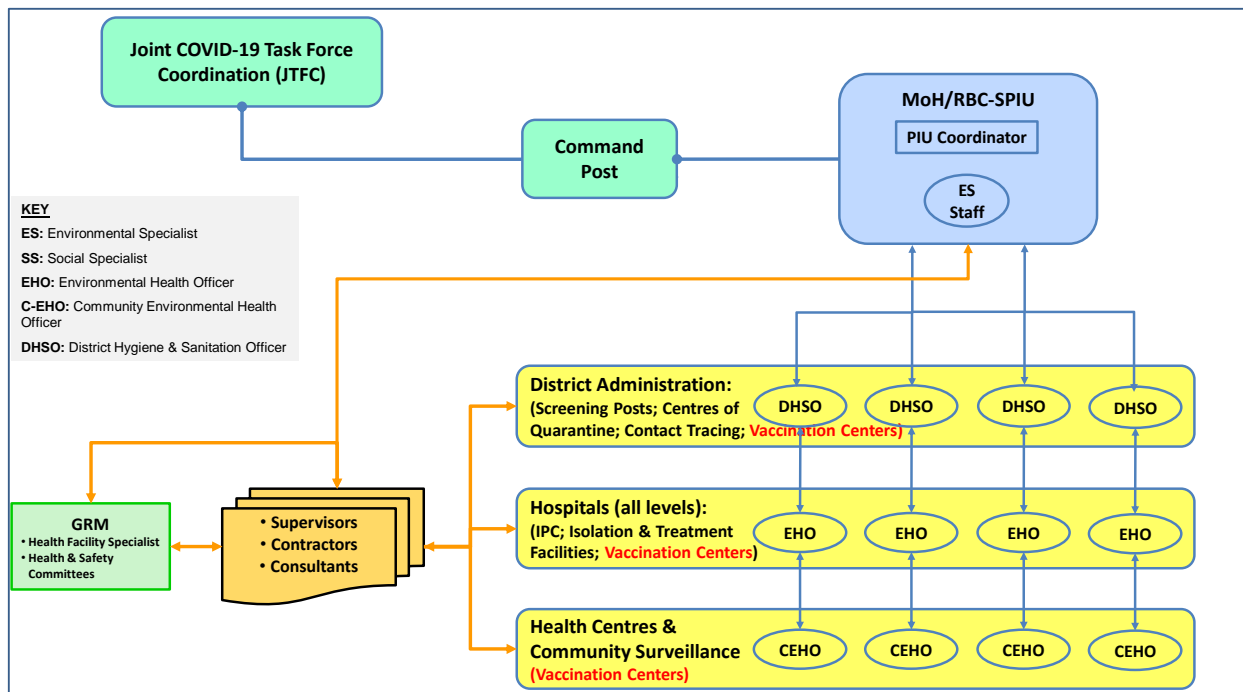 Joint COVID-19 Task Force
Coordination (JTFC)
MoH/RBC-SPIU
PIU Coordinator
Command
Post
ES
Staff
KEY
ES: Environmental Specialist
SS: Social Specialist
EHO: Environmental Health Officer
C-EHO: Community Environmental Health
Officer
DHSO: District Hygiene & Sanitation Officer
District Administration:
(Screening Posts; Centres of
Quarantine; Contact Tracing; Vaccination Centers)
DHSO
DHSO
DHSO
DHSO
GRM
• Health Facility Specialist
• Health & Safety
Committees
• Supervisors
• Contractors
• Consultants
Hospitals (all levels):
(IPC; Isolation & Treatment
Facilities; Vaccination Centers)
EHO
EHO
EHO
EHO
Health Centres &
Community Surveillance
(Vaccination Centers)
CEHO
CEHO
CEHO
CEHO